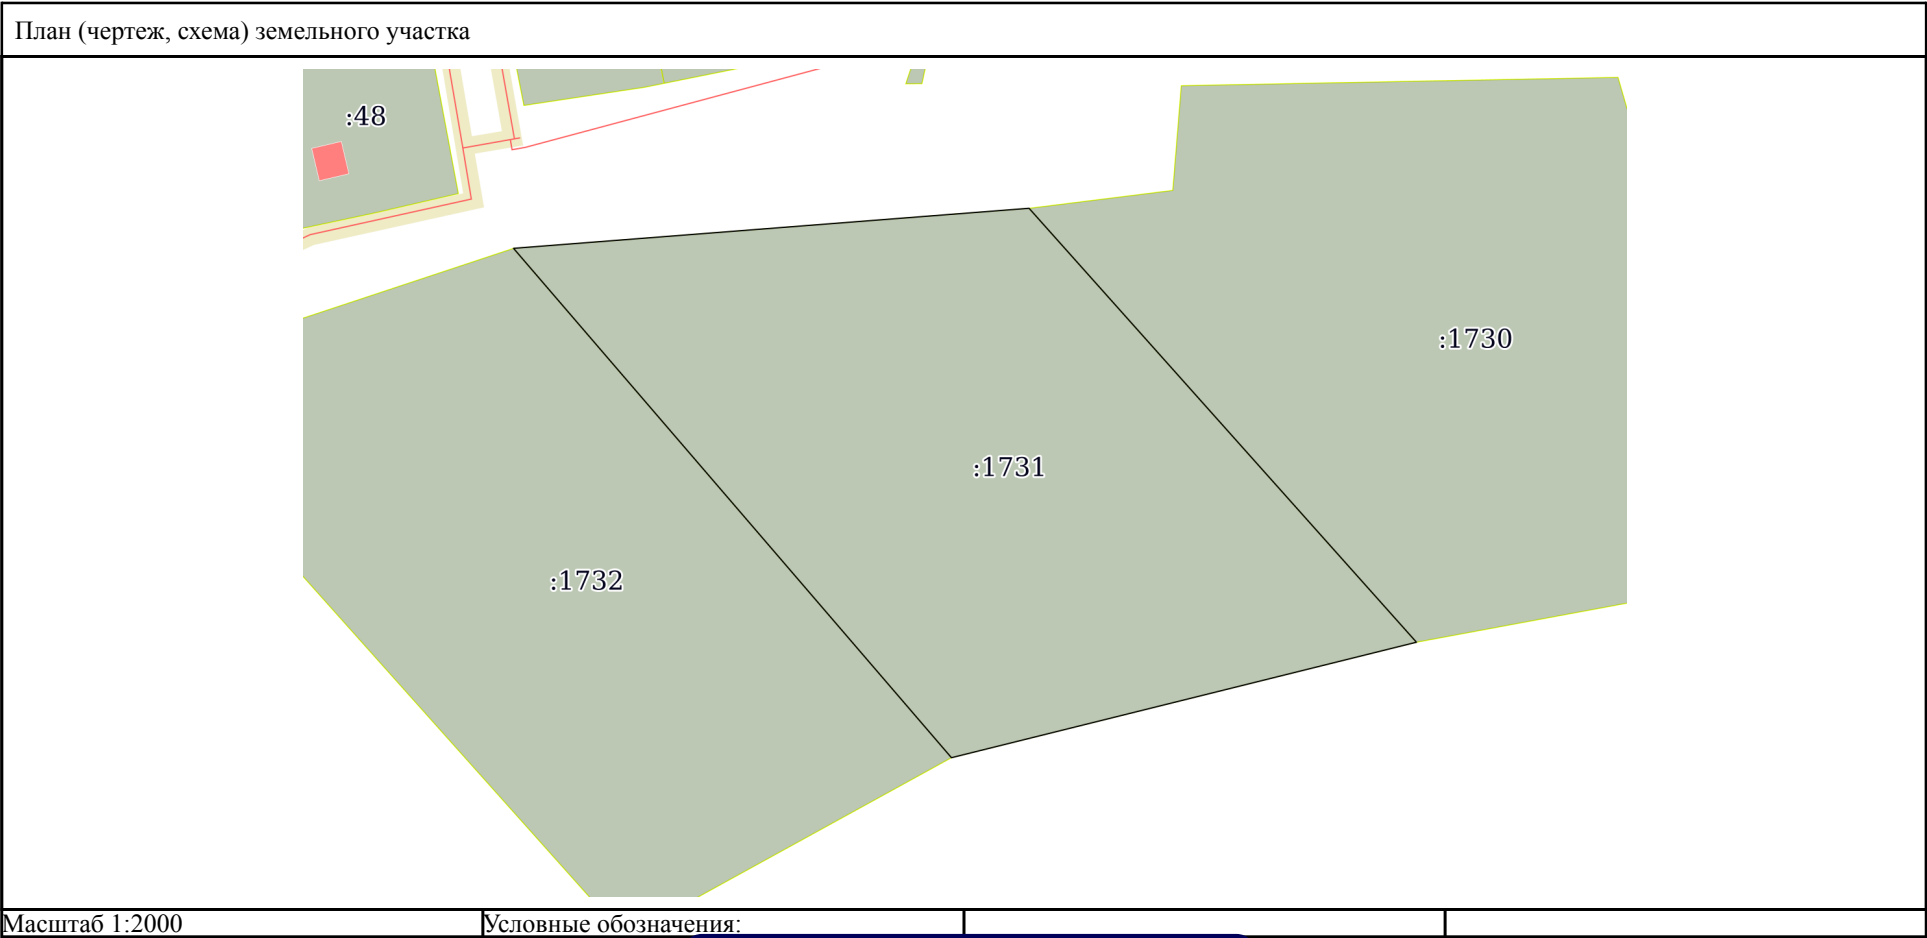 План (чертеж, схема) земельного участка
:48
:1730
:1731
:1732
Масштаб 1:2000
Условные обозначения: